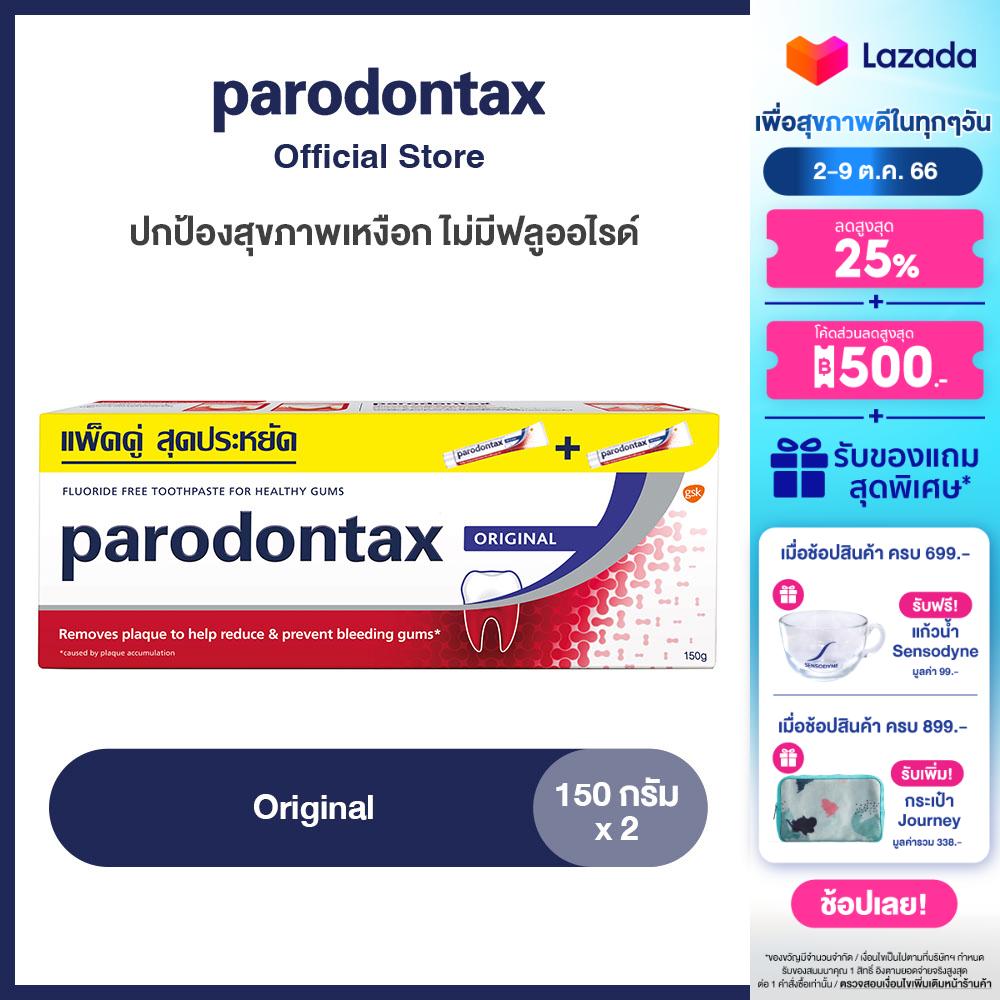 parodontax
Official Store
ปกป้องสุขภาพเหงือก ไม่มีฟลูออไรด์
parodontax
แพ็คคู่ สุดประหยัด
parodontax
+
parodontax
FLUORIDE FREE TOOTHPASTE FOR HEALTHY GUMS
gsk
parodontax
ORIGINAL
Removes plaque to help reduce & prevent bleeding gums*
*caused by plaque accumulation
150g
Original
150 กรัม
x 2
Lazada
เพื่อสุขภาพดีในทุกๆวัน
2-9 ต.ค. 66
ลดสูงสุด
25%
+
โค้ดส่วนลดสูงสุด
฿500.-
+
รับของแถม
สุดพิเศษ*
เมื่อช้อปสินค้า ครบ 699.-
รับฟรี!
แก้วน้ำ
Sensodyne
มูลค่า 99.-
SENSODYNE
เมื่อช้อปสินค้า ครบ 899.-
รับเพิ่ม!
กระเป๋า
Journey
มูลค่ารวม 338.-
ช้อปเลย!
*ของขวัญมีจำนวนจำกัด / เงื่อนไขเป็นไปตามที่บริษัทฯ กำหนด
รับของสมนาคุณ 1 สิทธิ์ อิงตามยอดจ่ายจริงสูงสุด
ต่อ 1 คำสั่งซื้อเท่านั้น / ตรวจสอบเงื่อนไขเพิ่มเติมหน้าร้านค้า